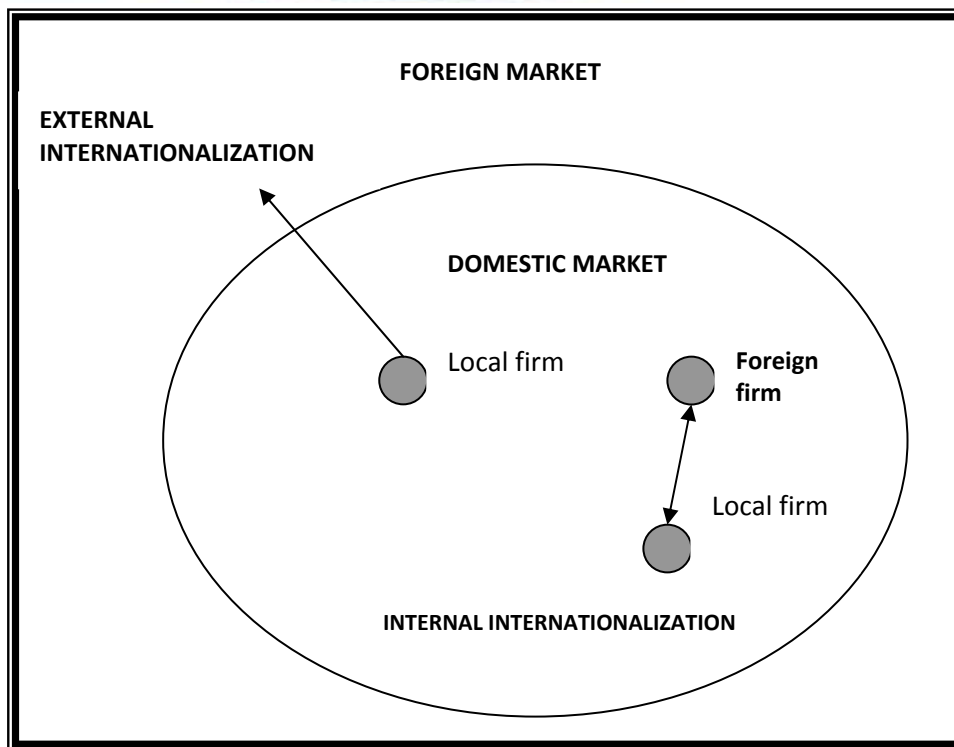 FOREIGN MARKET
EXTERNAL
INTERNATIONALIZATION
DOMESTIC MARKET
Local firm
Foreign
firm
Local firm
INTERNAL INTERNATIONALIZATION